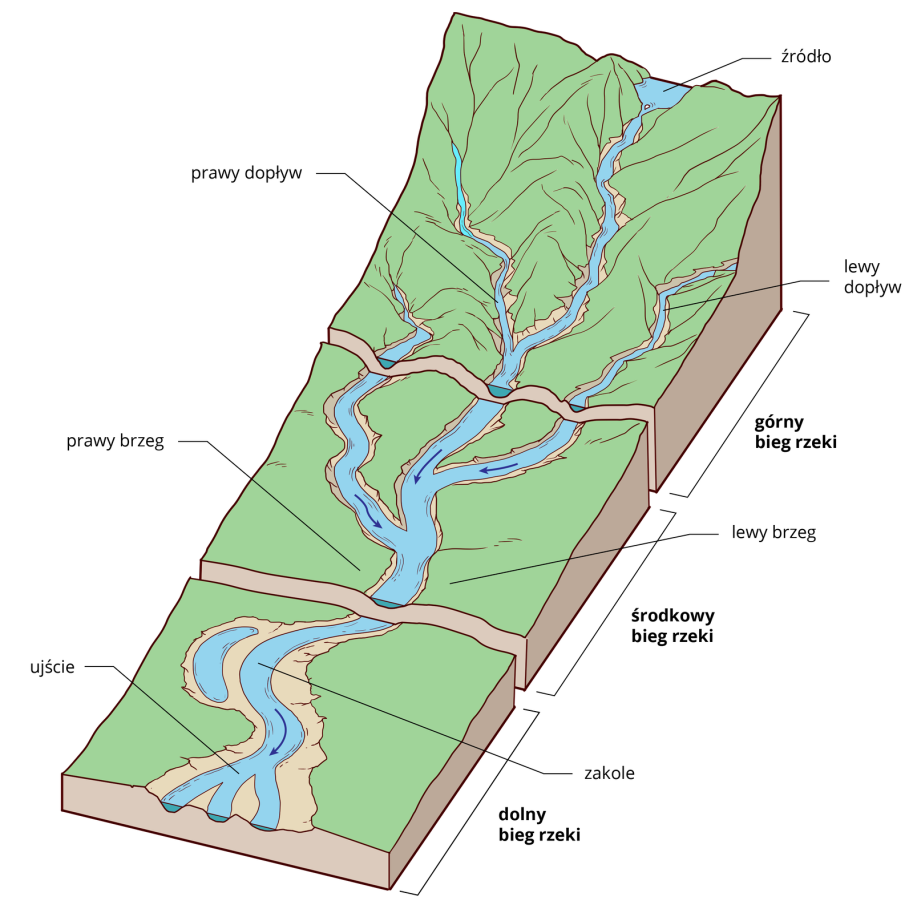 źródło
prawy dopływ
lewy
dopływ
górny
bieg rzeki
prawy brzeg
lewy brzeg
środkowy
bieg rzeki
ujście
zakole
dolny
bieg rzeki